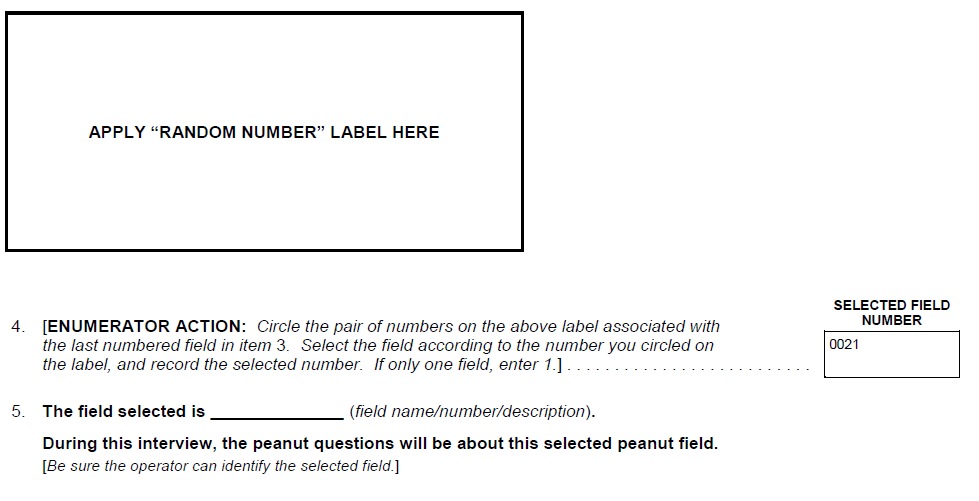 APPLY “RANDOM NUMBER” LABEL HERE
SELECTED FIELD
NUMBER
4. [ENUMERATOR ACTION: Circle the pair of numbers on the above label associated with
the last numbered field in item 3. Select the field according to the number you circled on
the label, and record the selected number. If only one field, enter 1.] . . . . . . . . . . . . . . . . . . . . . . . . . .
0021
5. The field selected is ______________ (field name/number/description).
During this interview, the peanut questions will be about this selected peanut field.
[Be sure the operator can identify the selected field.]